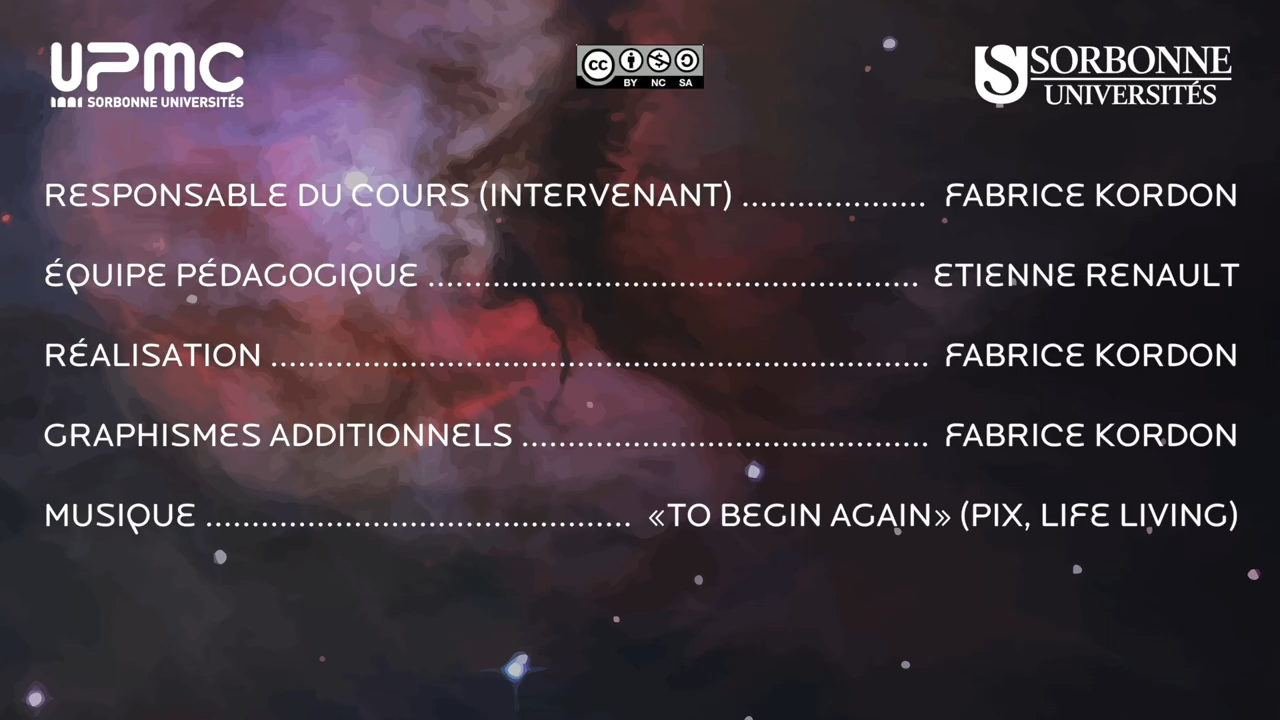 UPMC
SORBONNE UNIVERSITÉS
cc BY NC SA
SORBONNE
UNIVERSITÉS
RESPONSABLE DU COURS (INTERVENANT) .................... FABRICE KORDON
ÉQUIPE PÉDAGOGIQUE ..................................................... ETIENNE RENAULT
RÉALISATION ....................................................................... FABRICE KORDON
GRAPHISMES ADDITIONNELS ............................................ FABRICE KORDON
MUSIQUE .............................................. «TO BEGIN AGAIN» (PIX, LIFE LIVING)